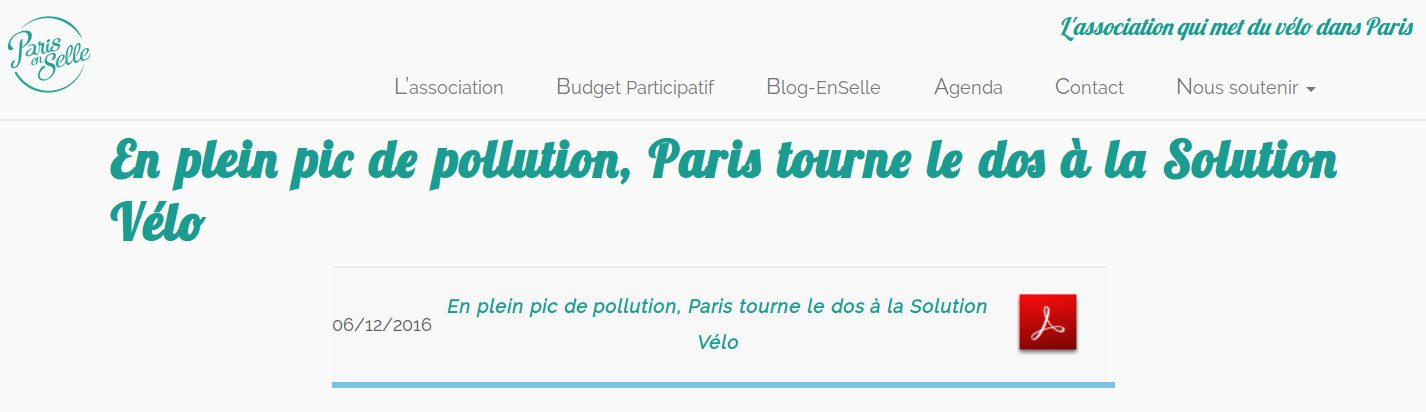 Paris
en
Selle
L'association qui met du vélo dans Paris
L'association Budget Participatif Blog-EnSelle Agenda Contact Nous soutenir
En plein pic de pollution, Paris tourne le dos à la Solution
Vélo
06/12/2016
En plein pic de pollution, Paris tourne le dos à la Solution
Vélo